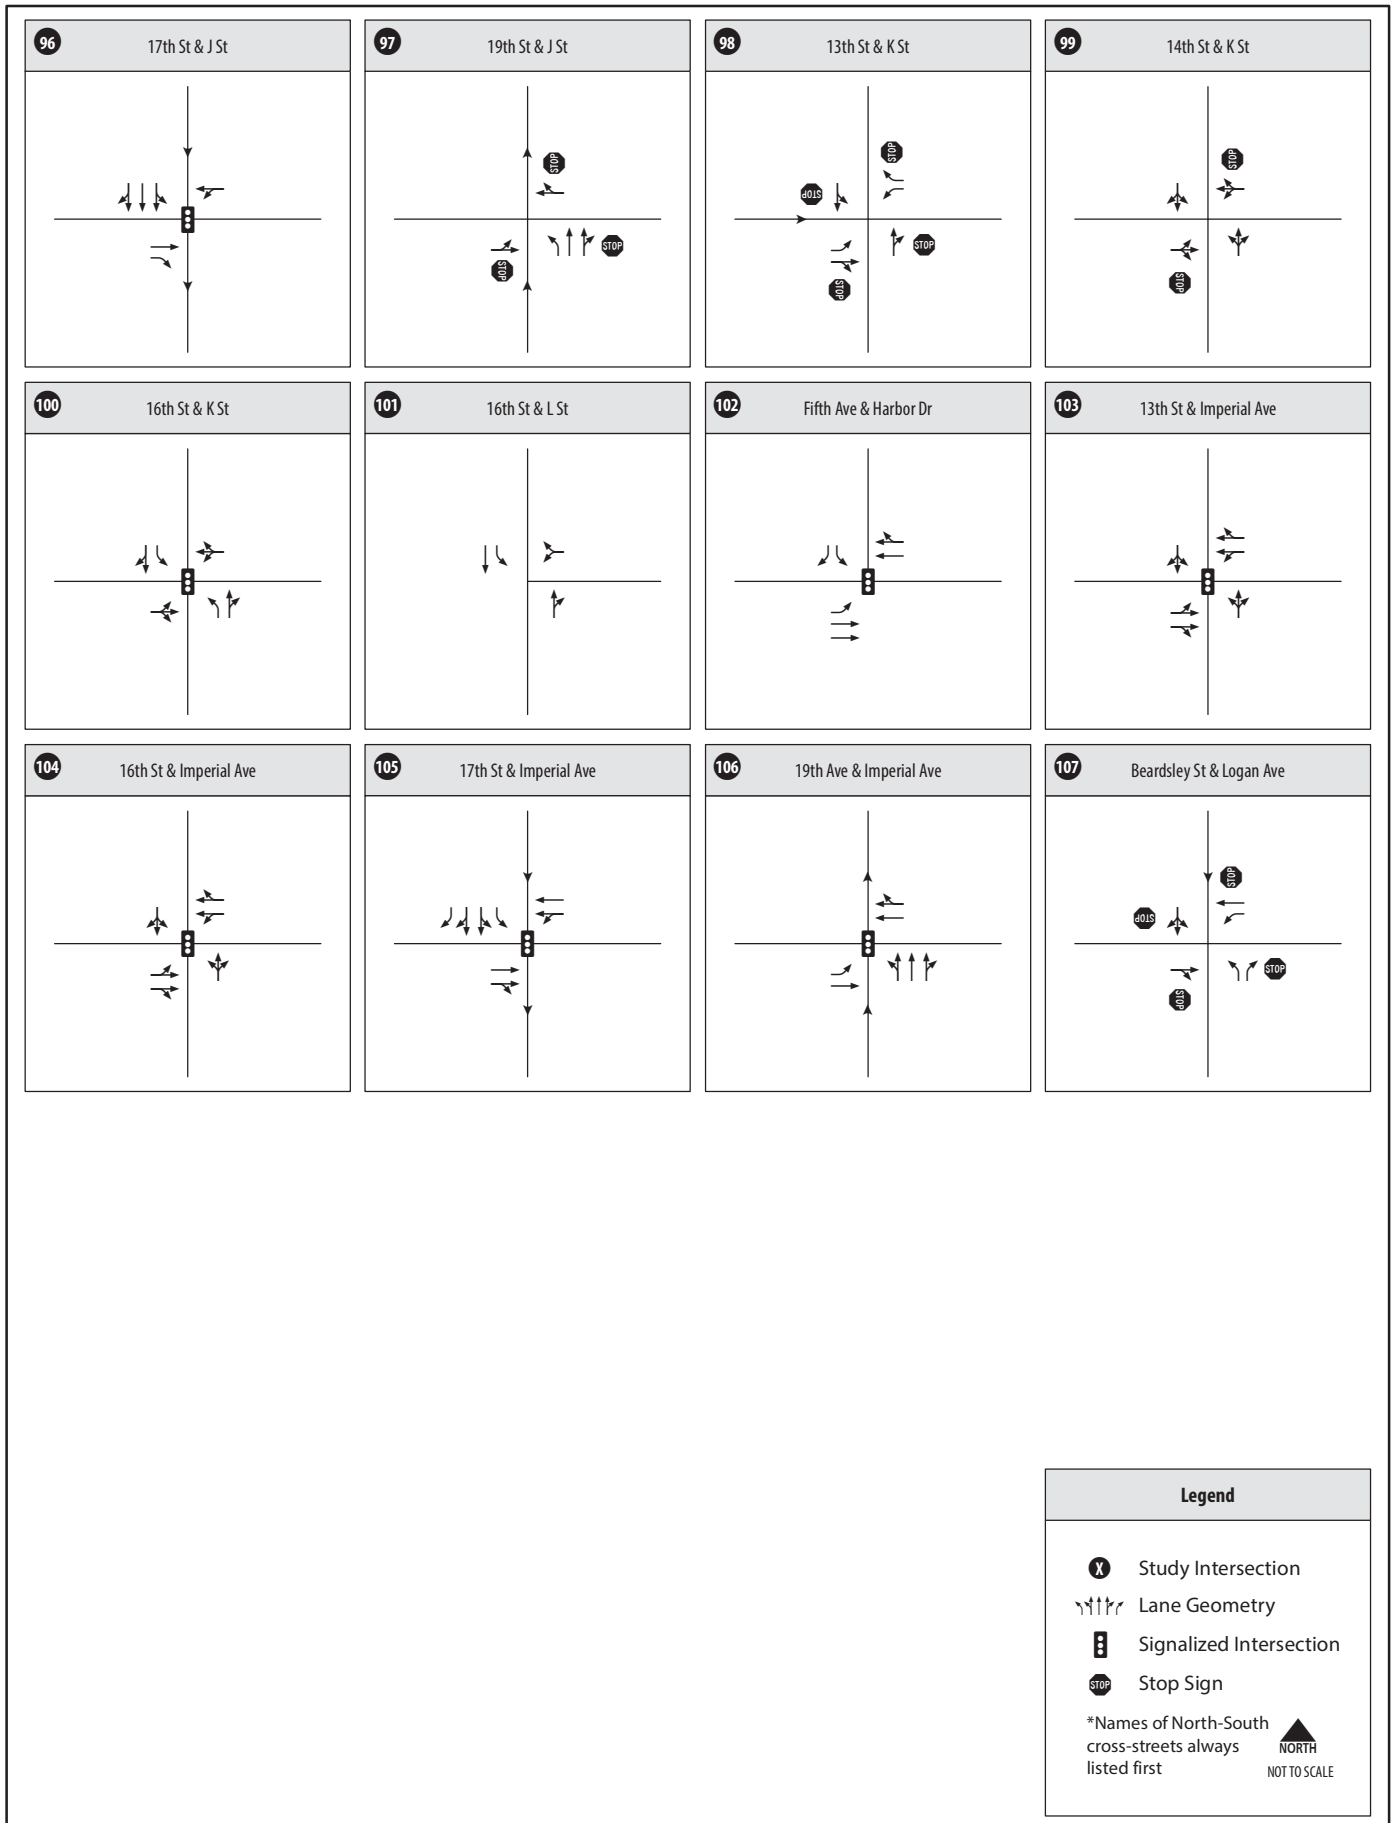 96 17th St & J St
97 19th St & J St
98 13th St & K St
99 14th St & K St
STOP
STOP
STOP
STOP
STOP
STOP
STOP
STOP
STOP
100 16th St & K St
101 16th St & L St
102 Fifth Ave & Harbor Dr
103 13th St & Imperial Ave
104 16th St & Imperial Ave
105 17th St & Imperial Ave
106 19th Ave & Imperial Ave
107 Beardsley St & Logan Ave
STOP
STOP
STOP
STOP
Legend
X Study Intersection
Lane Geometry
Signalized Intersection
STOP Stop Sign
*Names of North-South
cross-streets always
listed first
NORTH
NOT TO SCALE